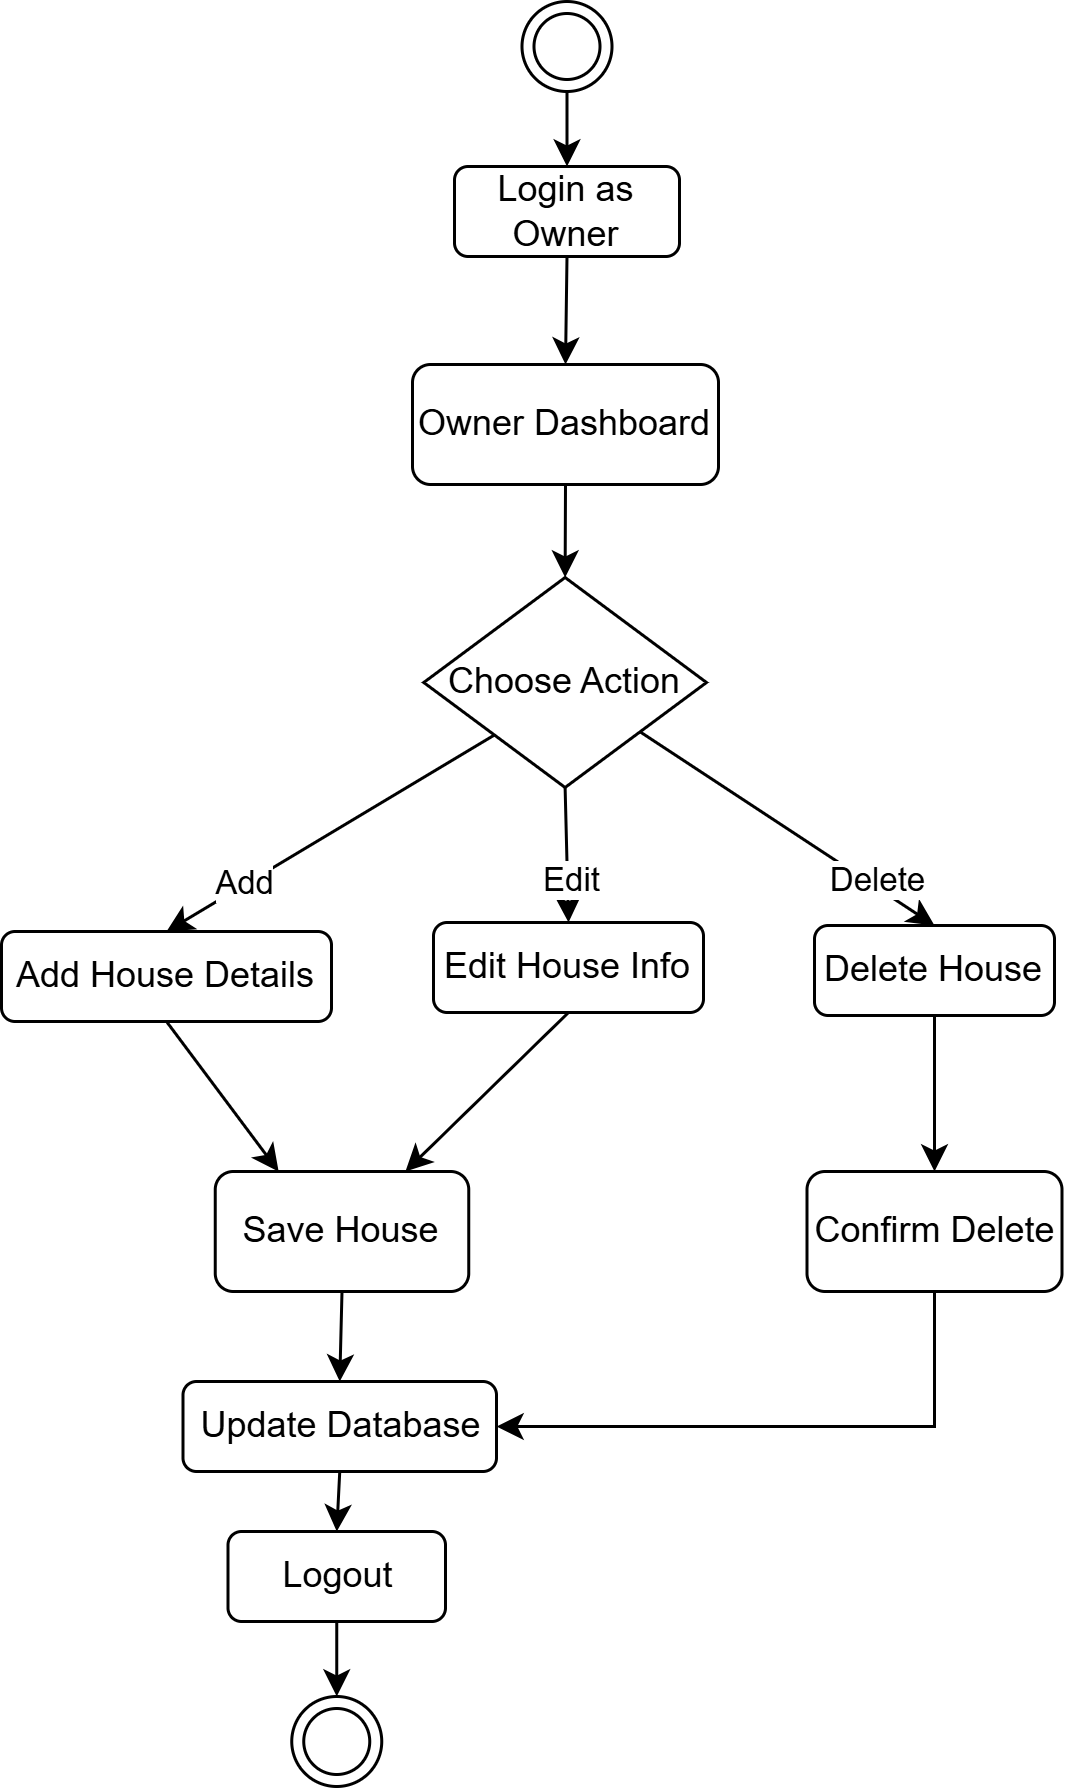 Login as
Owner
Owner Dashboard
Choose Action
Add
Edit
Delete
Add House Details
Edit House Info
Delete House
Save House
Confirm Delete
Update Database
Logout